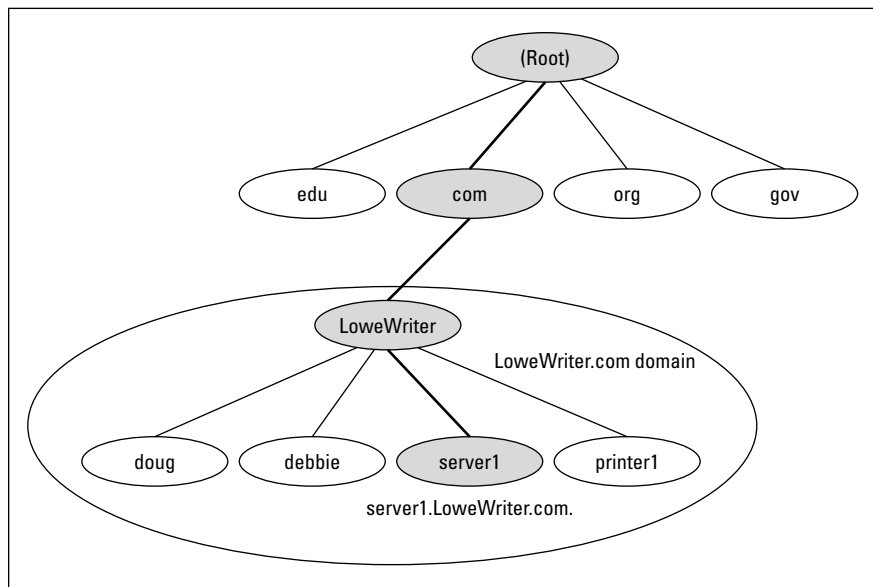 (Root)
edu
com
org
gov
LoweWriter
LoweWriter.com domain
doug
debbie
server1
printer1
server1.LoweWriter.com.